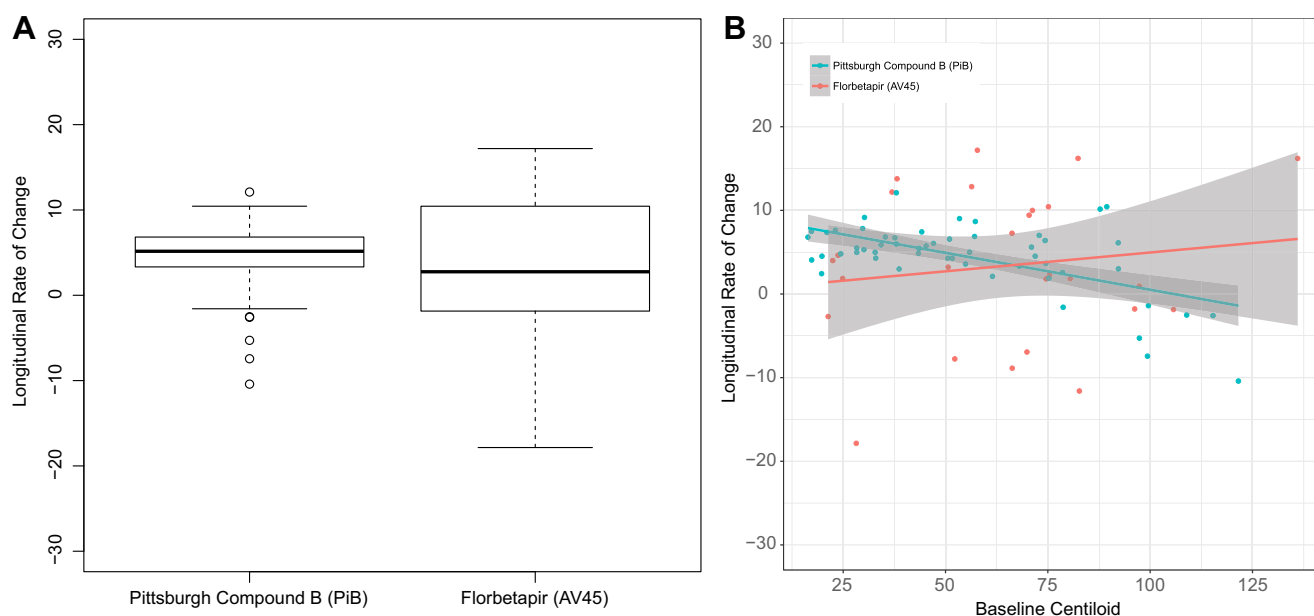 A
Longitudinal Rate of Change
30
20
10
0
−10
−20
−30
Pittsburgh Compound B (PiB)
Florbetapir (AV45)
B
Longitudinal Rate of Change
30
20
10
0
−10
−20
−30
Pittsburgh Compound B (PiB)
Florbetapir (AV45)
25
50
75
100
125
Baseline Centiloid